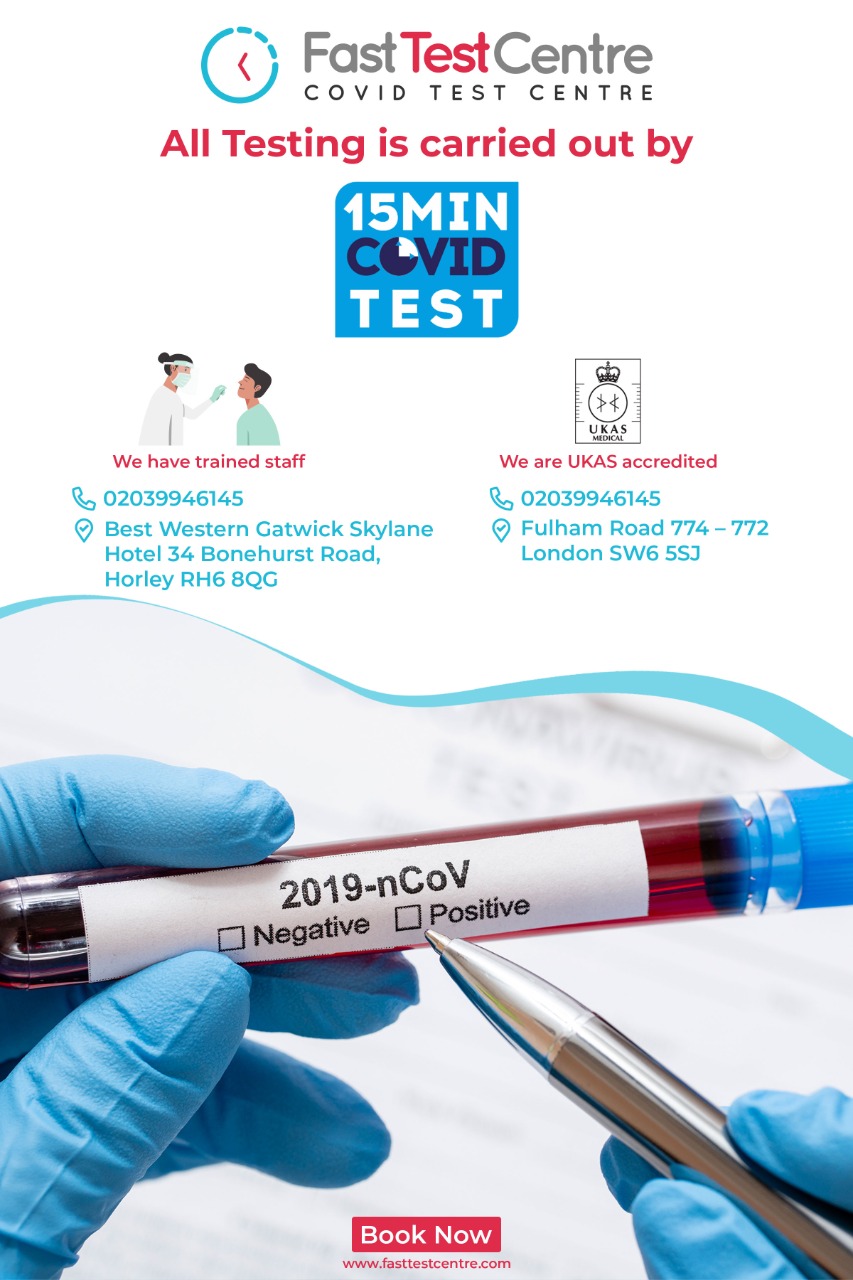 FastTestCentre
COVID TEST CENTRE
All Testing is carried out by
15MIN
COVID
TEST
We have trained staff
02039946145
Best Western Gatwick Skylane
Hotel 34 Bonehurst Road,
Horley RH6 8QG
UKAS
MEDICAL
We are UKAS accredited
02039946145
Fulham Road 774 – 772
London SW6 5SJ
TEST
2019-nCoV
Negative Positive
Book Now
www.fasttestcentre.com